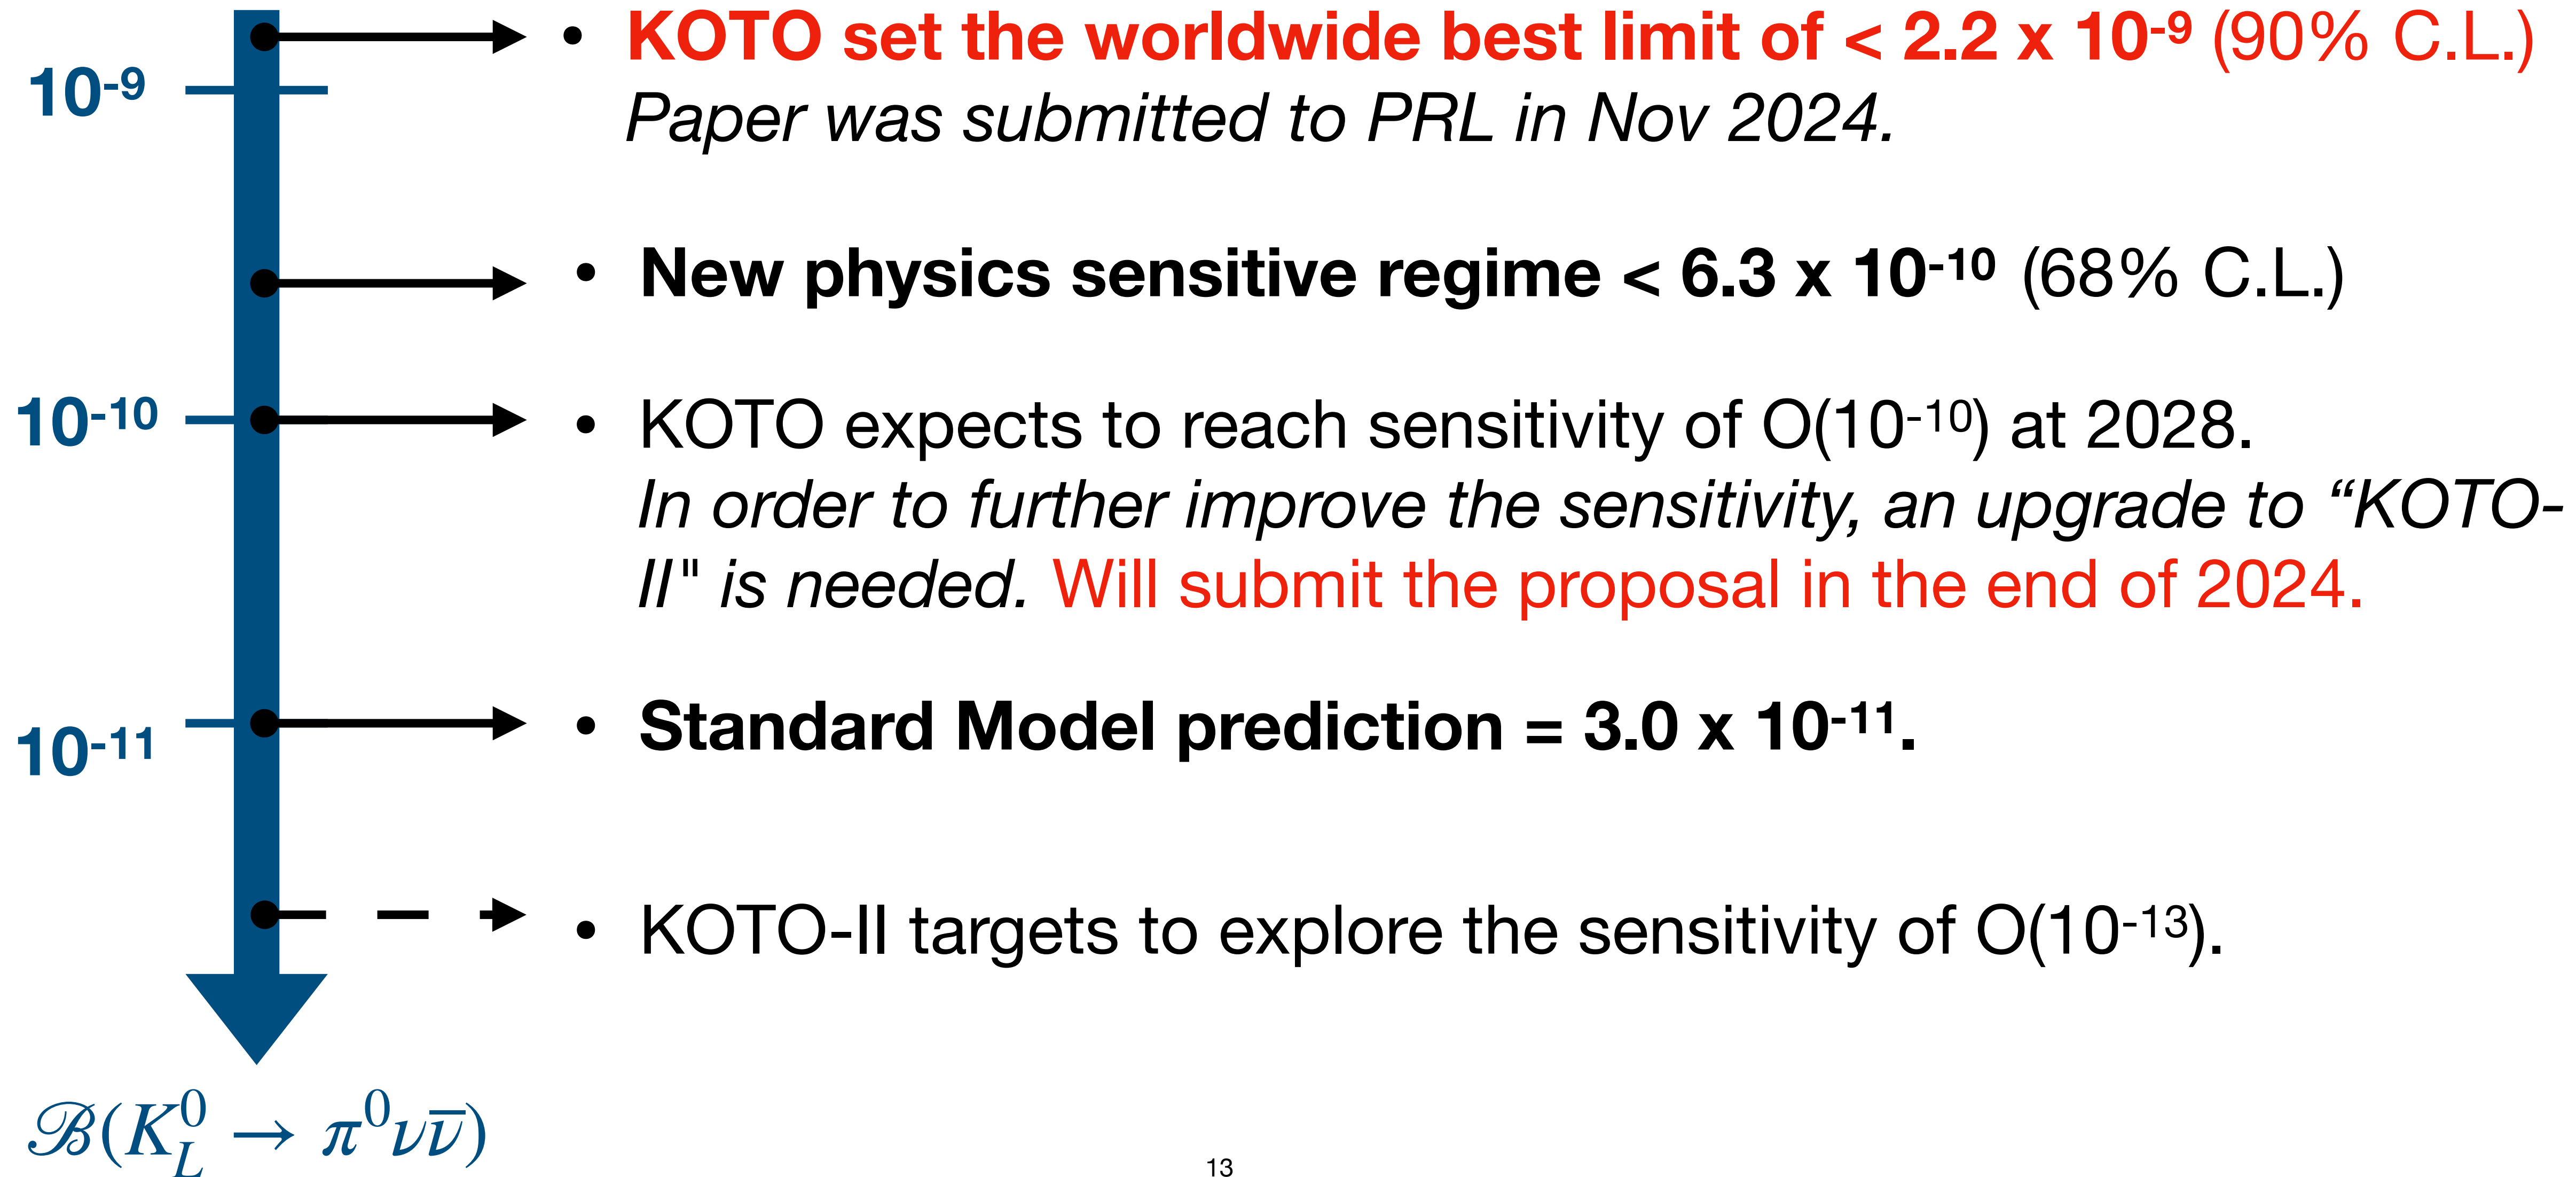 • KOTO set the worldwide best limit of < 2.2 x 10⁻⁹ (90% C.L.)
10⁻⁹
Paper was submitted to PRL in Nov 2024.
• New physics sensitive regime < 6.3 x 10⁻¹⁰ (68% C.L.)
10⁻¹⁰
• KOTO expects to reach sensitivity of O(10⁻¹⁰) at 2028.
In order to further improve the sensitivity, an upgrade to “KOTO-
II" is needed. Will submit the proposal in the end of 2024.
10⁻¹¹
• Standard Model prediction = 3.0 x 10⁻¹¹.
• KOTO-II targets to explore the sensitivity of O(10⁻¹³).
ℬ(K_L^0 → π⁰νν̅)
13